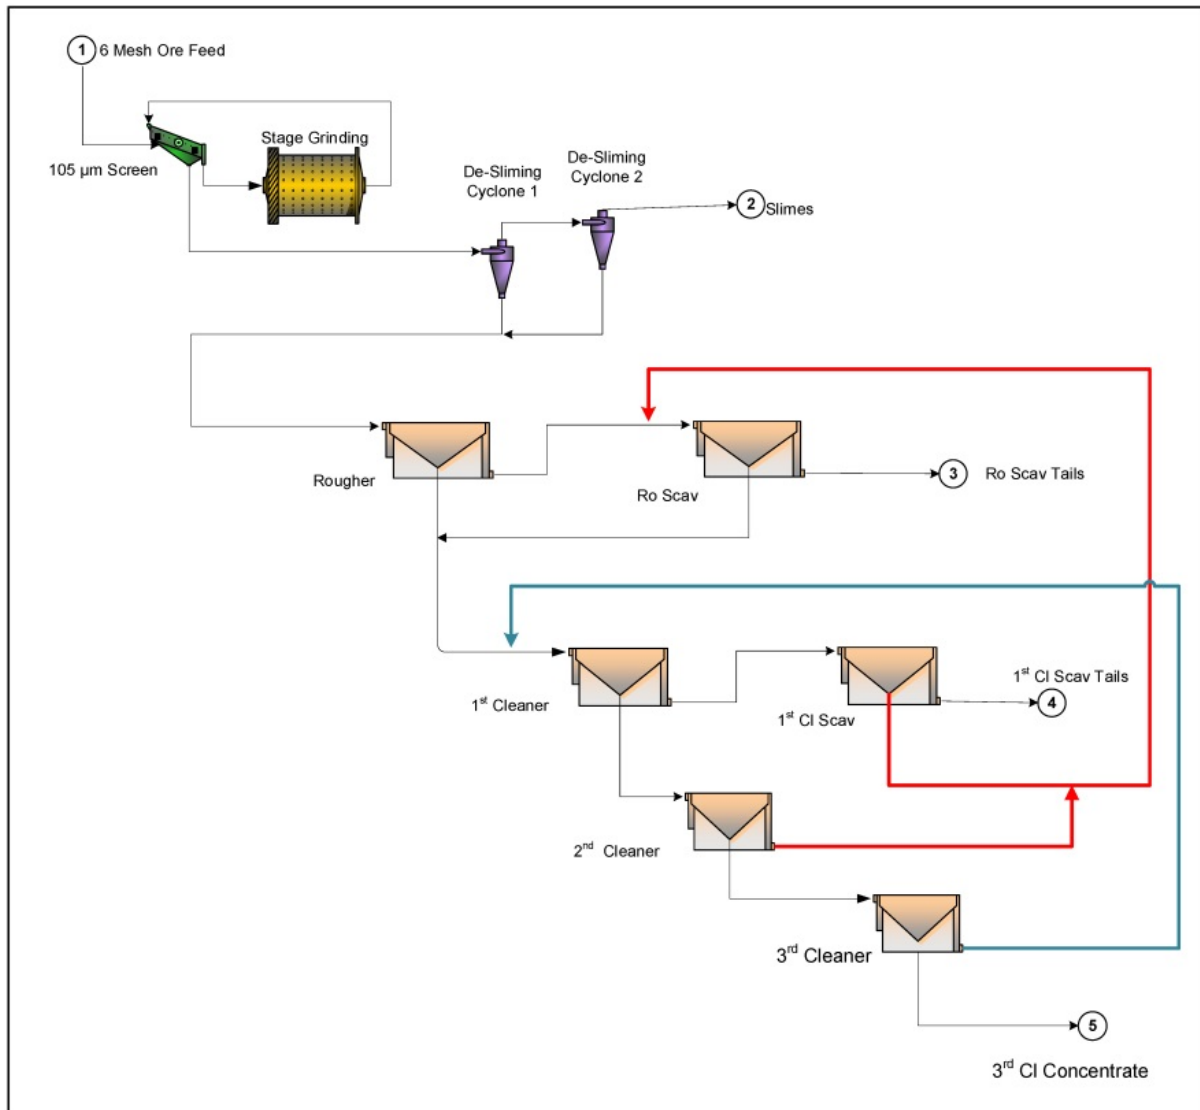 1 6 Mesh Ore Feed
Stage Grinding
105 µm Screen
De-Sliming
Cyclone 1
De-Sliming
Cyclone 2
2 Slimes
Rougher
Ro Scav
3 Ro Scav Tails
1st Cleaner
1st Cl Scav
1st Cl Scav Tails
4
2nd Cleaner
3rd Cleaner
5
3rd Cl Concentrate